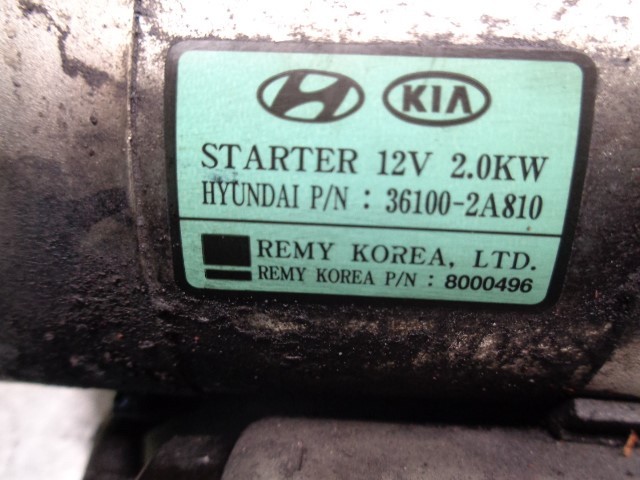 KIA
STARTER 12V 2.0KW
HYUNDAI P/N : 36100-2A810
REMY KOREA, LTD.
REMY KOREA P/N : 8000496